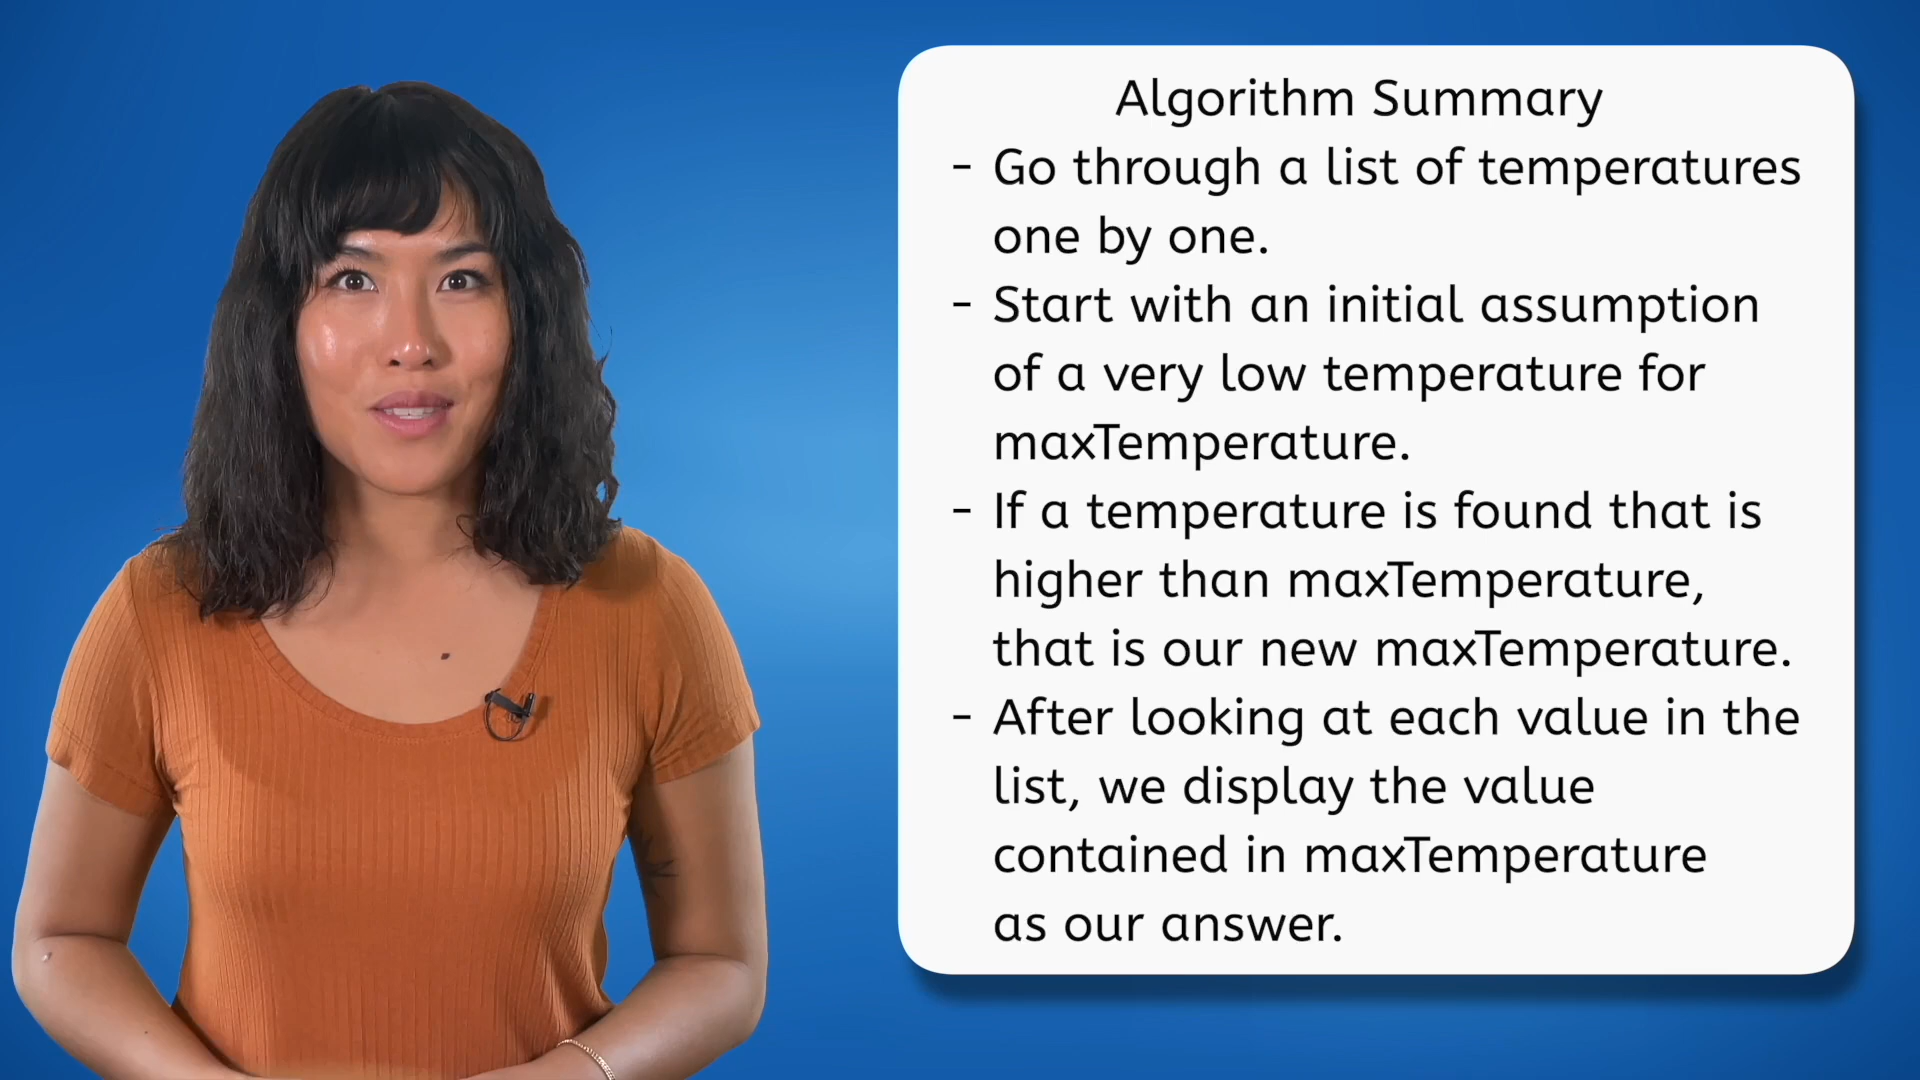 Algorithm Summary
- Go through a list of temperatures
one by one.
- Start with an initial assumption
of a very low temperature for
maxTemperature.
- If a temperature is found that is
higher than maxTemperature,
that is our new maxTemperature.
- After looking at each value in the
list, we display the value
contained in maxTemperature
as our answer.